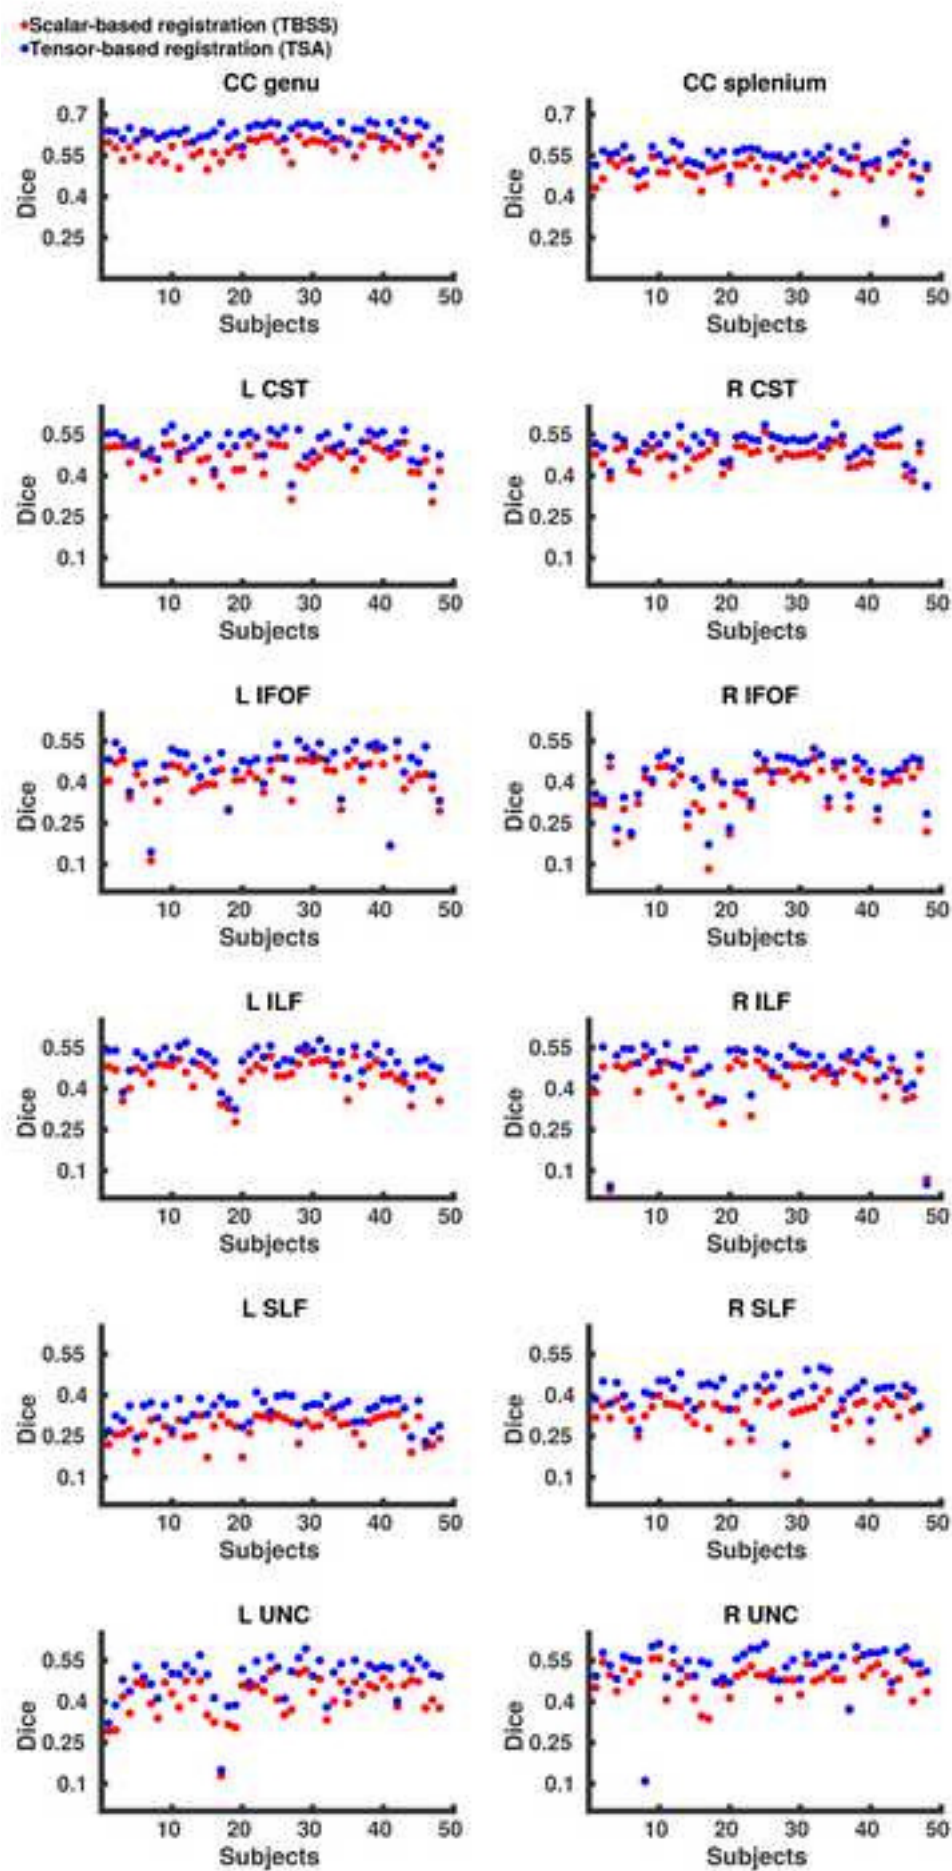 Scalar-based registration (TBSS)
Tensor-based registration (TSA)
CC genu
CC splenium
0.7
0.55
0.4
0.25
Dice
10
20
30
40
50
Subjects
0.7
0.55
0.4
0.25
Dice
10
20
30
40
50
Subjects
L CST
R CST
0.55
0.4
0.25
0.1
Dice
10
20
30
40
50
Subjects
0.55
0.4
0.25
0.1
Dice
10
20
30
40
50
Subjects
L IFOF
R IFOF
0.55
0.4
0.25
0.1
Dice
10
20
30
40
50
Subjects
0.55
0.4
0.25
0.1
Dice
10
20
30
40
50
Subjects
L ILF
R ILF
0.55
0.4
0.25
0.1
Dice
10
20
30
40
50
Subjects
0.55
0.4
0.25
0.1
Dice
10
20
30
40
50
Subjects
L SLF
R SLF
0.55
0.4
0.25
0.1
Dice
10
20
30
40
50
Subjects
0.55
0.4
0.25
0.1
Dice
10
20
30
40
50
Subjects
L UNC
R UNC
0.55
0.4
0.25
0.1
Dice
10
20
30
40
50
Subjects
0.55
0.4
0.25
0.1
Dice
10
20
30
40
50
Subjects